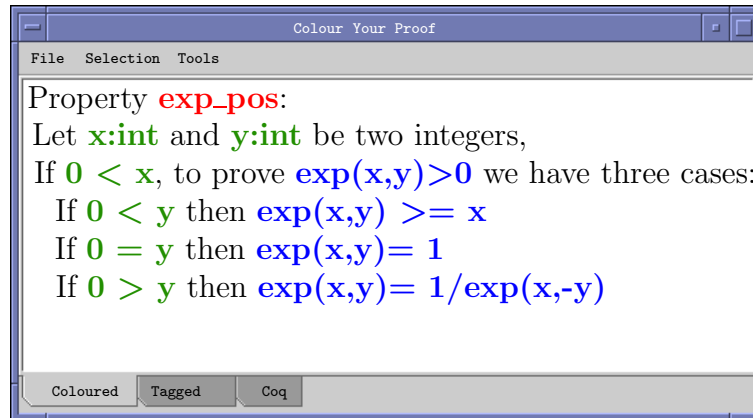 Colour Your Proof
File Selection Tools
Property exp_pos:
Let x:int and y:int be two integers,
If 0 < x, to prove exp(x,y)>0 we have three cases:
If 0 < y then exp(x,y) >= x
If 0 = y then exp(x,y)= 1
If 0 > y then exp(x,y)= 1/exp(x,-y)
Coloured Tagged Coq